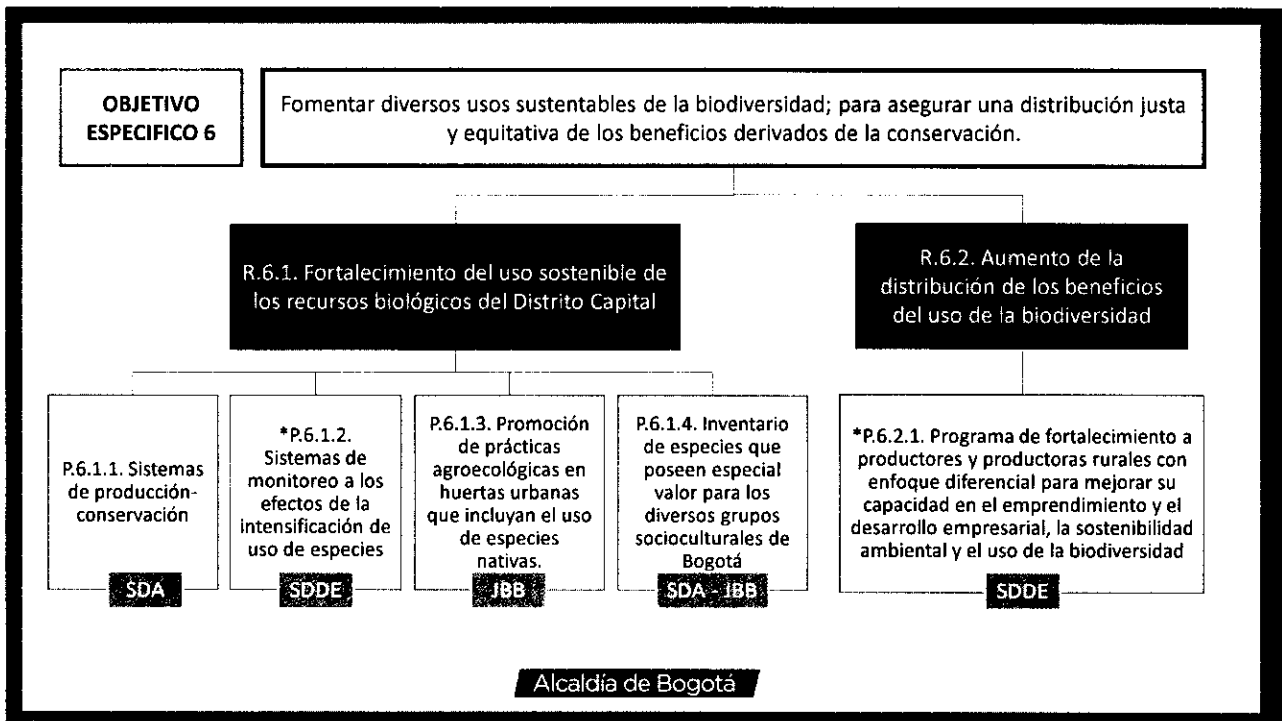 OBJETIVO
ESPECIFICO 6
Fomentar diversos usos sustentables de la biodiversidad; para asegurar una distribución justa
y equitativa de los beneficios derivados de la conservación.
R.6.1. Fortalecimiento del uso sostenible de
los recursos biológicos del Distrito Capital
R.6.2. Aumento de la
distribución de los beneficios
del uso de la biodiversidad
P.6.1.1. Sistemas
de producción-
conservación
SDA
*P.6.1.2.
Sistemas de
monitoreo a los
efectos de la
intensificación de
uso de especies
SDDE
P.6.1.3. Promoción
de prácticas
agroecológicas en
huertas urbanas
que incluyan el uso
de especies
nativas.
JBB
P.6.1.4. Inventario
de especies que
poseen especial
valor para los
diversos grupos
socioculturales de
Bogotá
SDA - JBB
*P.6.2.1. Programa de fortalecimiento a
productores y productoras rurales con
enfoque diferencial para mejorar su
capacidad en el emprendimiento y el
desarrollo empresarial, la sostenibilidad
ambiental y el uso de la biodiversidad
SDDE
Alcaldía de Bogotá